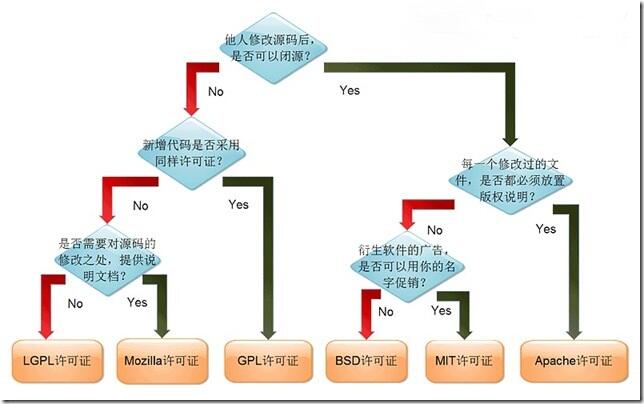 他人修改源码后，
是否可以闭源？
No
Yes
新增代码是否采用
同样许可证？
每一个修改过的文
件，是否都必须放置
版权说明？
No
Yes
No
Yes
是否需要对源码的
修改之处，提供说
明文档？
衍生软件的广告，
是否可以用你的名
字促销？
No
Yes
No
Yes
LGPL许可证
Mozilla许可证
GPL许可证
BSD许可证
MIT许可证
Apache许可证